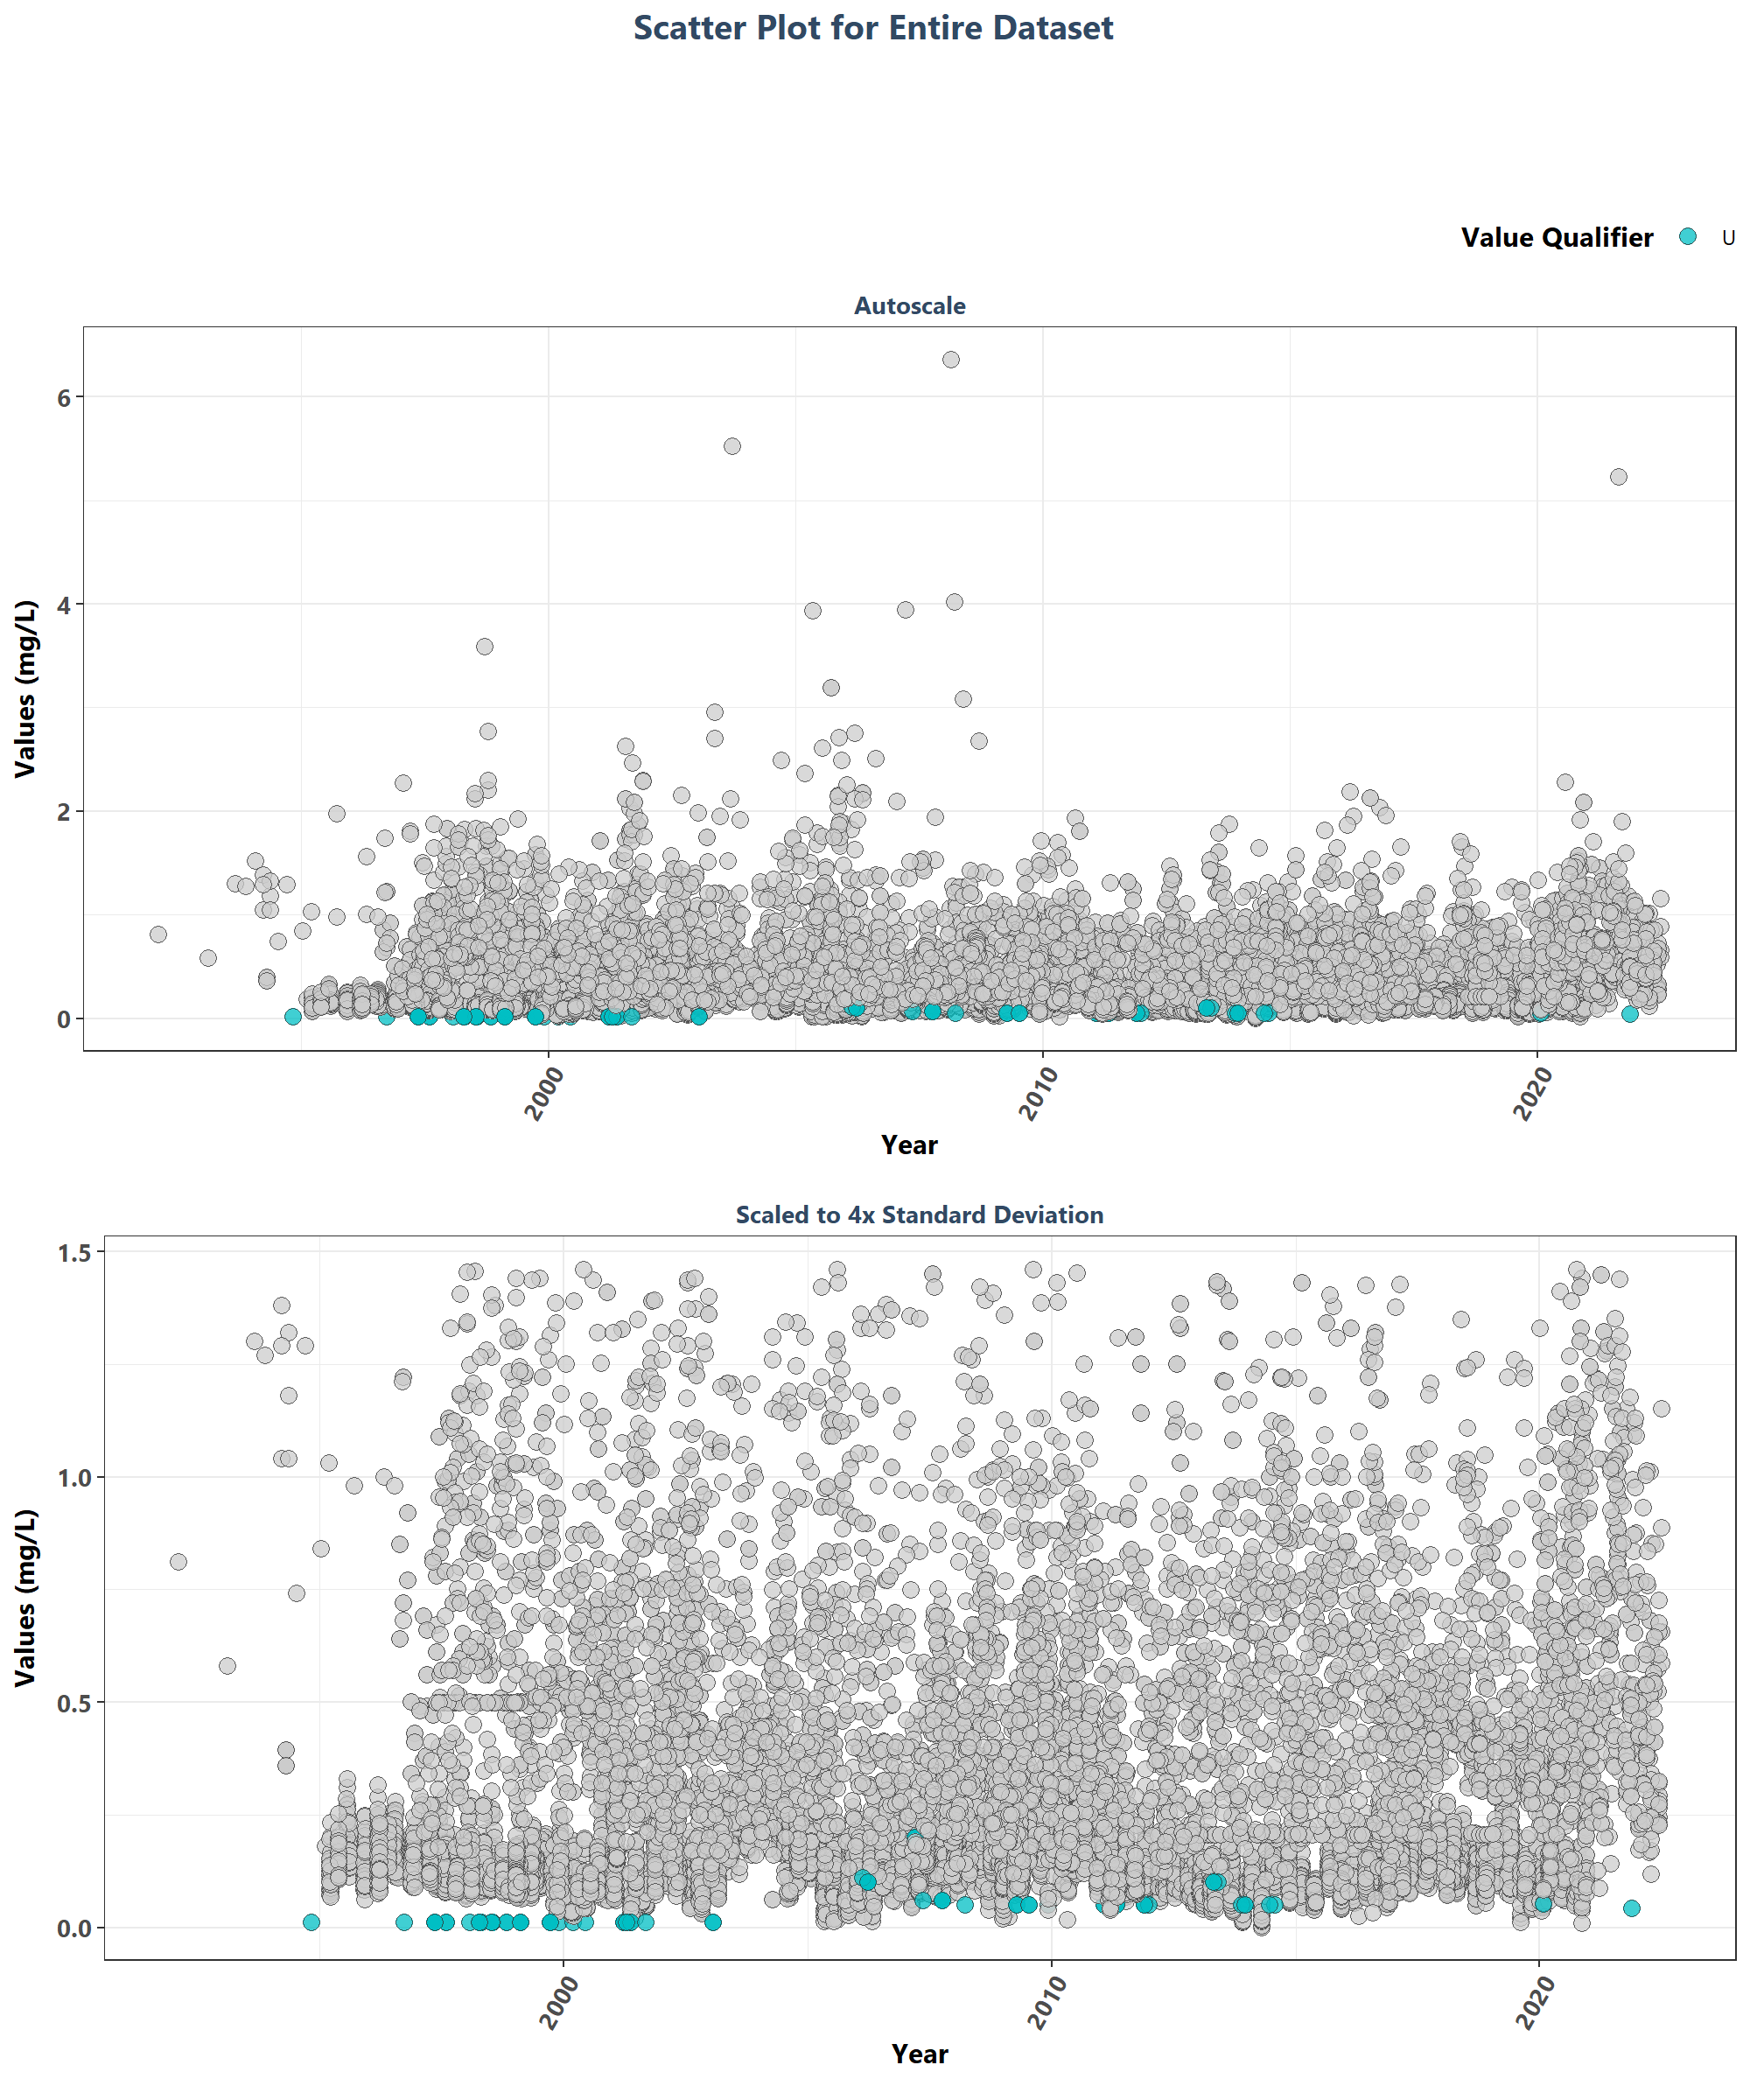 Scatter Plot for Entire Dataset
Value Qualifier U
Autoscale
Values (mg/L)
6
4
2
0
2000 2010 2020
Year
Scaled to 4x Standard Deviation
Values (mg/L)
1.5
1.0
0.5
0.0
2000 2010 2020
Year